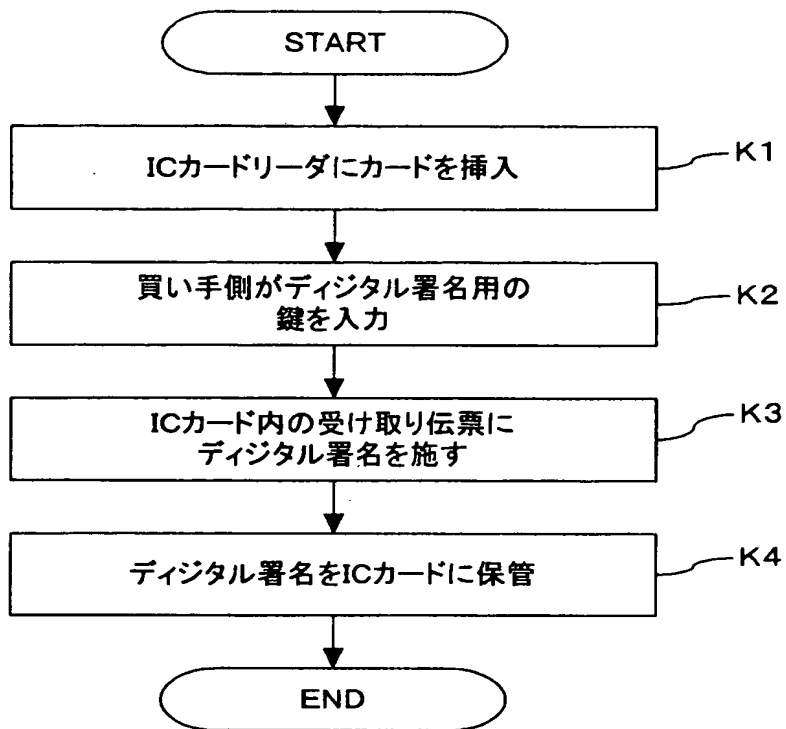 START
ICカードリーダにカードを挿入
K1
買い手側がディジタル署名用の
鍵を入力
K2
ICカード内の受け取り伝票に
ディジタル署名を施す
K3
ディジタル署名をICカードに保管
K4
END